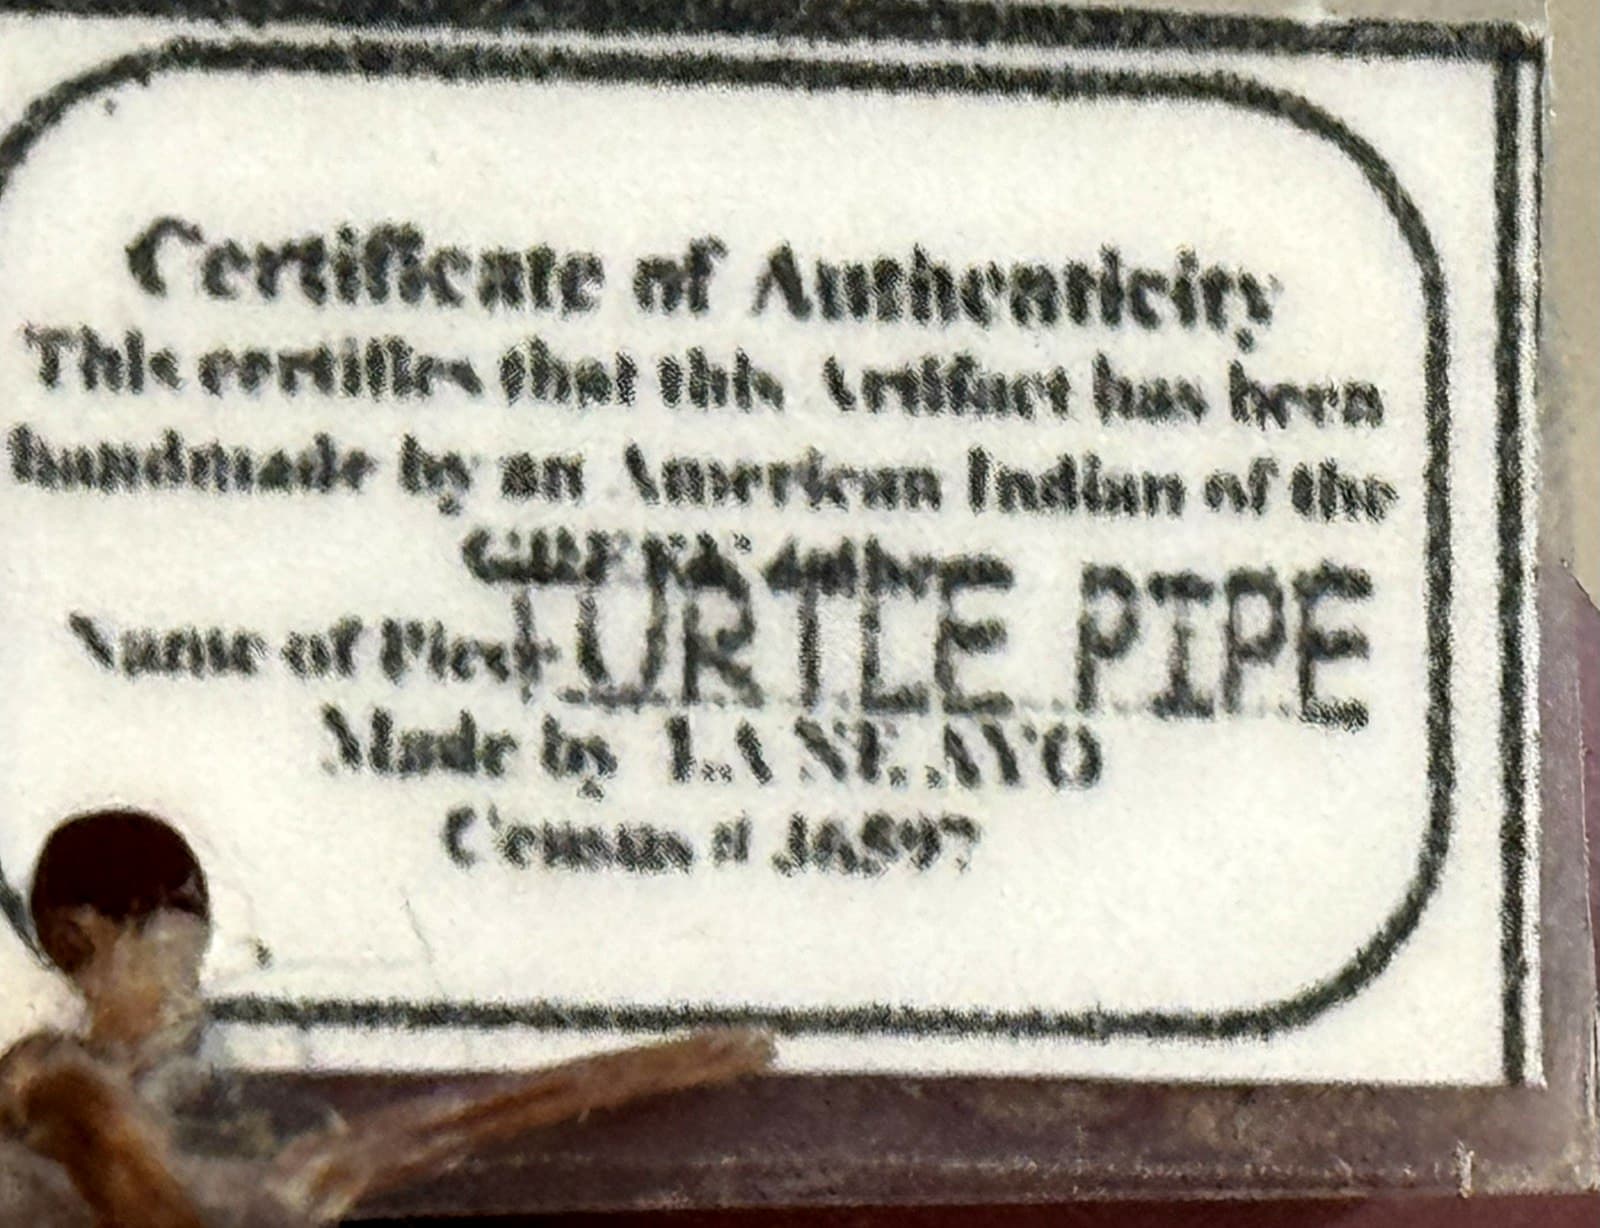 Certificate of Authenticity
This certifies that this Artifact has been
handmade by an American Indian of the
Name of Piece TURTLE PIPE
Made by
Census #